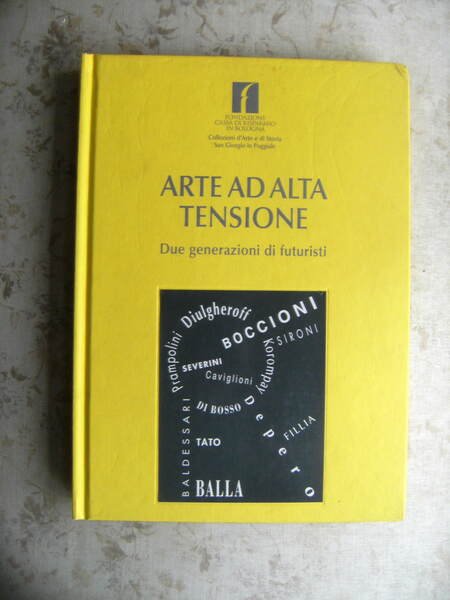 FONDAZIONE
CASSA DI RISPARMIO
IN BOLOGNA
Collezioni d'Arte e di Storia
San Giorgio in Poggiale
ARTE AD ALTA
TENSIONE
Due generazioni di futuristi
Diulgheroff
BOCCIONI
SIRONI
Prampolini
SEVERINI
Caviglioni
Korompay
DI BOSSO
Depero
FILLIA
BALDESSARI
TATO
BALLA